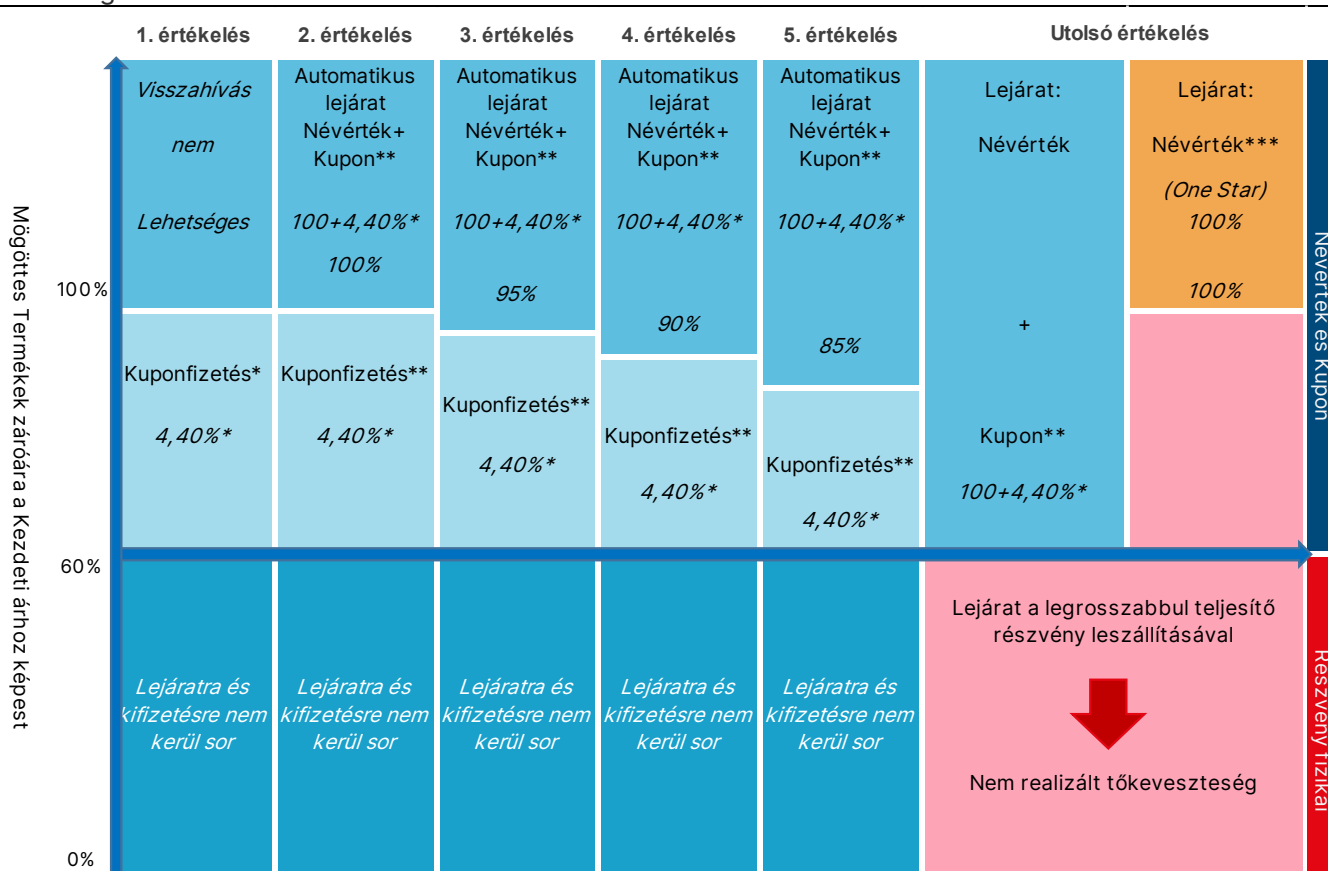 1. értékelés
2. értékelés
3. értékelés
4. értékelés
5. értékelés
Utolsó értékelés
Mögöttes Termékek záróára a Kezdeti árhoz képest
100%
60%
0%
Visszahívás
nem
Lehetséges
Kuponfizetés*
4,40%*
Lejáratra és
kifizetésre nem
kerül sor
Automatikus
lejárat
Névérték+
Kupon**
100+4,40%*
100%
Kuponfizetés**
4,40%*
Lejáratra és
kifizetésre nem
kerül sor
Automatikus
lejárat
Névérték+
Kupon**
100+4,40%*
95%
Kuponfizetés**
4,40%*
Lejáratra és
kifizetésre nem
kerül sor
Automatikus
lejárat
Névérték+
Kupon**
100+4,40%*
90%
Kuponfizetés**
4,40%*
Lejáratra és
kifizetésre nem
kerül sor
Automatikus
lejárat
Névérték+
Kupon**
100+4,40%*
85%
Kuponfizetés**
4,40%*
Lejáratra és
kifizetésre nem
kerül sor
Lejárat:
Névérték
+
Kupon**
100+4,40%*
Lejárat:
Névérték***
(One Star)
100%
100%
Lejárat a legrosszabbul teljesítő
részvény leszállításával
Nem realizált tőkeveszteség
Névérték és Kupon
Részvény fizikai